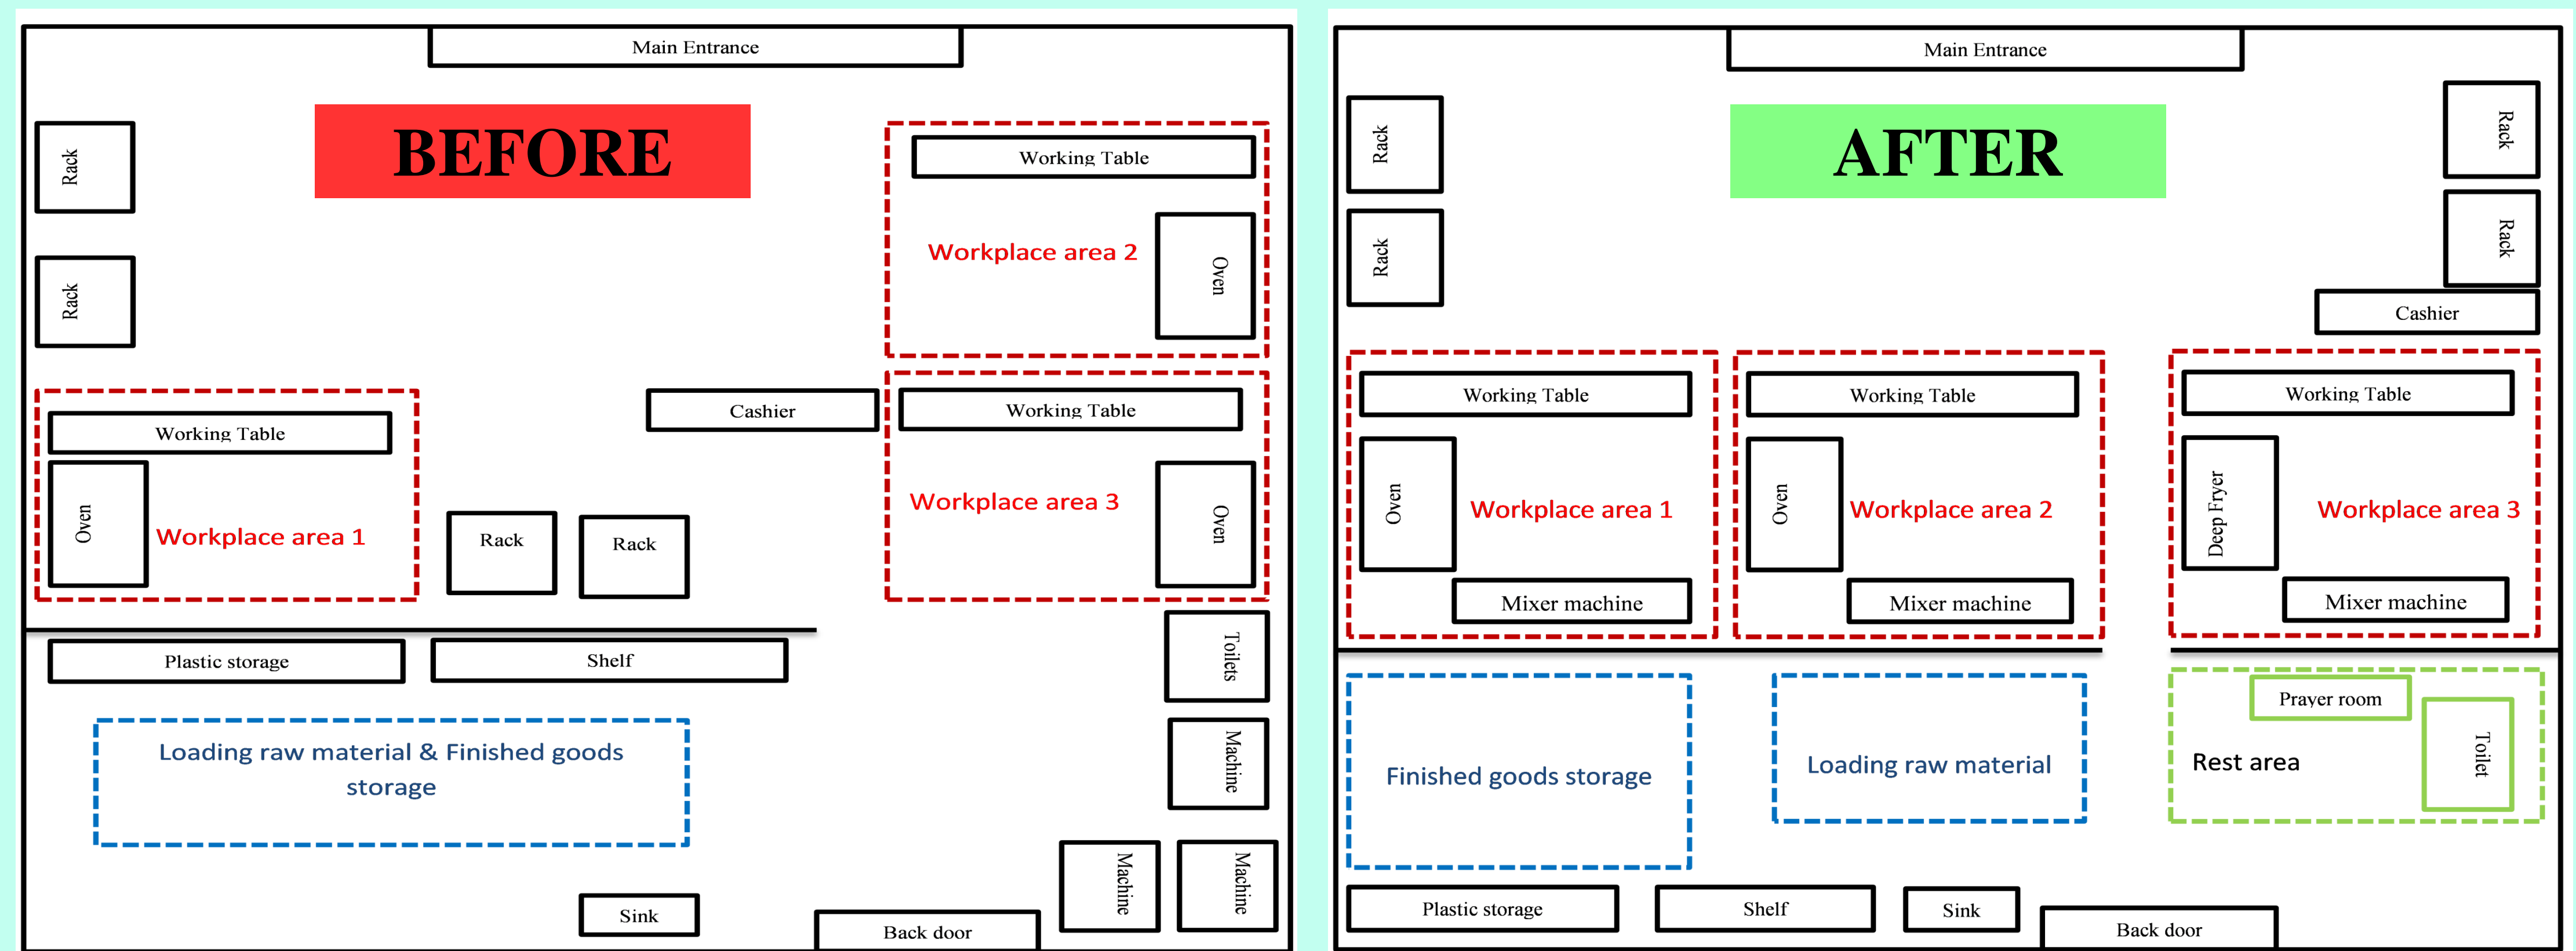 Main Entrance
BEFORE
Rack
Working Table
Workplace area 2
Oven
Rack
Cashier
Working Table
Working Table
Workplace area 3
Oven
Oven
Workplace area 1
Rack
Rack
Plastic storage
Shelf
Toilets
Loading raw material & Finished goods
storage
Machine
Machine
Machine
Sink
Back door
Main Entrance
AFTER
Rack
Rack
Rack
Rack
Cashier
Working Table
Working Table
Working Table
Oven
Workplace area 1
Oven
Workplace area 2
Deep Fryer
Workplace area 3
Mixer machine
Mixer machine
Mixer machine
Finished goods storage
Loading raw material
Prayer room
Rest area
Toilet
Plastic storage
Shelf
Sink
Back door